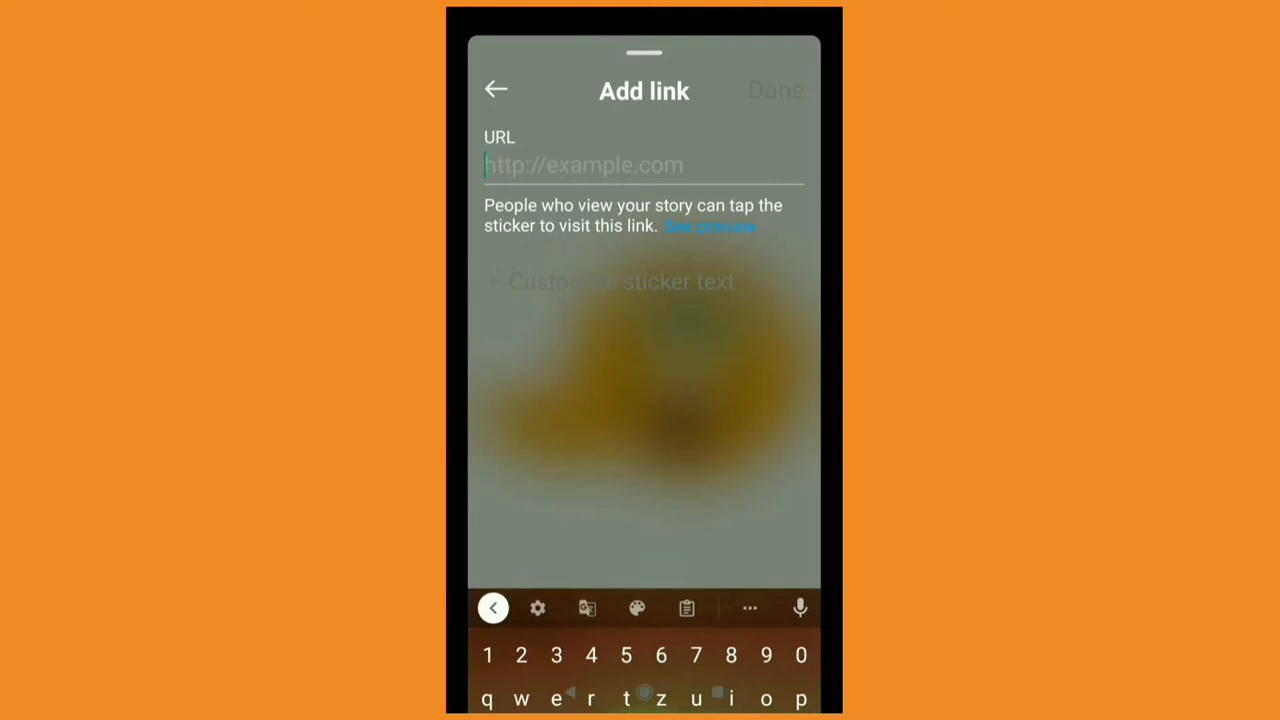 Add link
Done
URL
http://example.com
People who view your story can tap the
sticker to visit this link. See preview
+ Customize sticker text
1 2 3 4 5 6 7 8 9 0
q w e r t z u i o p